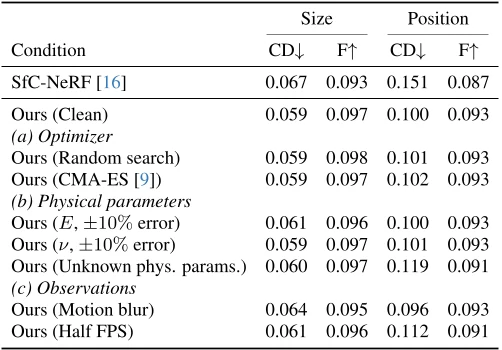 Size Position
Condition CD↓ F↑ CD↓ F↑
SfC-NeRF [16] 0.067 0.093 0.151 0.087
Ours (Clean) 0.059 0.097 0.100 0.093
(a) Optimizer
Ours (Random search) 0.059 0.098 0.101 0.093
Ours (CMA-ES [9]) 0.059 0.097 0.102 0.093
(b) Physical parameters
Ours (E, ±10% error) 0.061 0.096 0.100 0.093
Ours (ν, ±10% error) 0.059 0.097 0.101 0.093
Ours (Unknown phys. params.) 0.060 0.097 0.119 0.091
(c) Observations
Ours (Motion blur) 0.064 0.095 0.096 0.093
Ours (Half FPS) 0.061 0.096 0.112 0.091